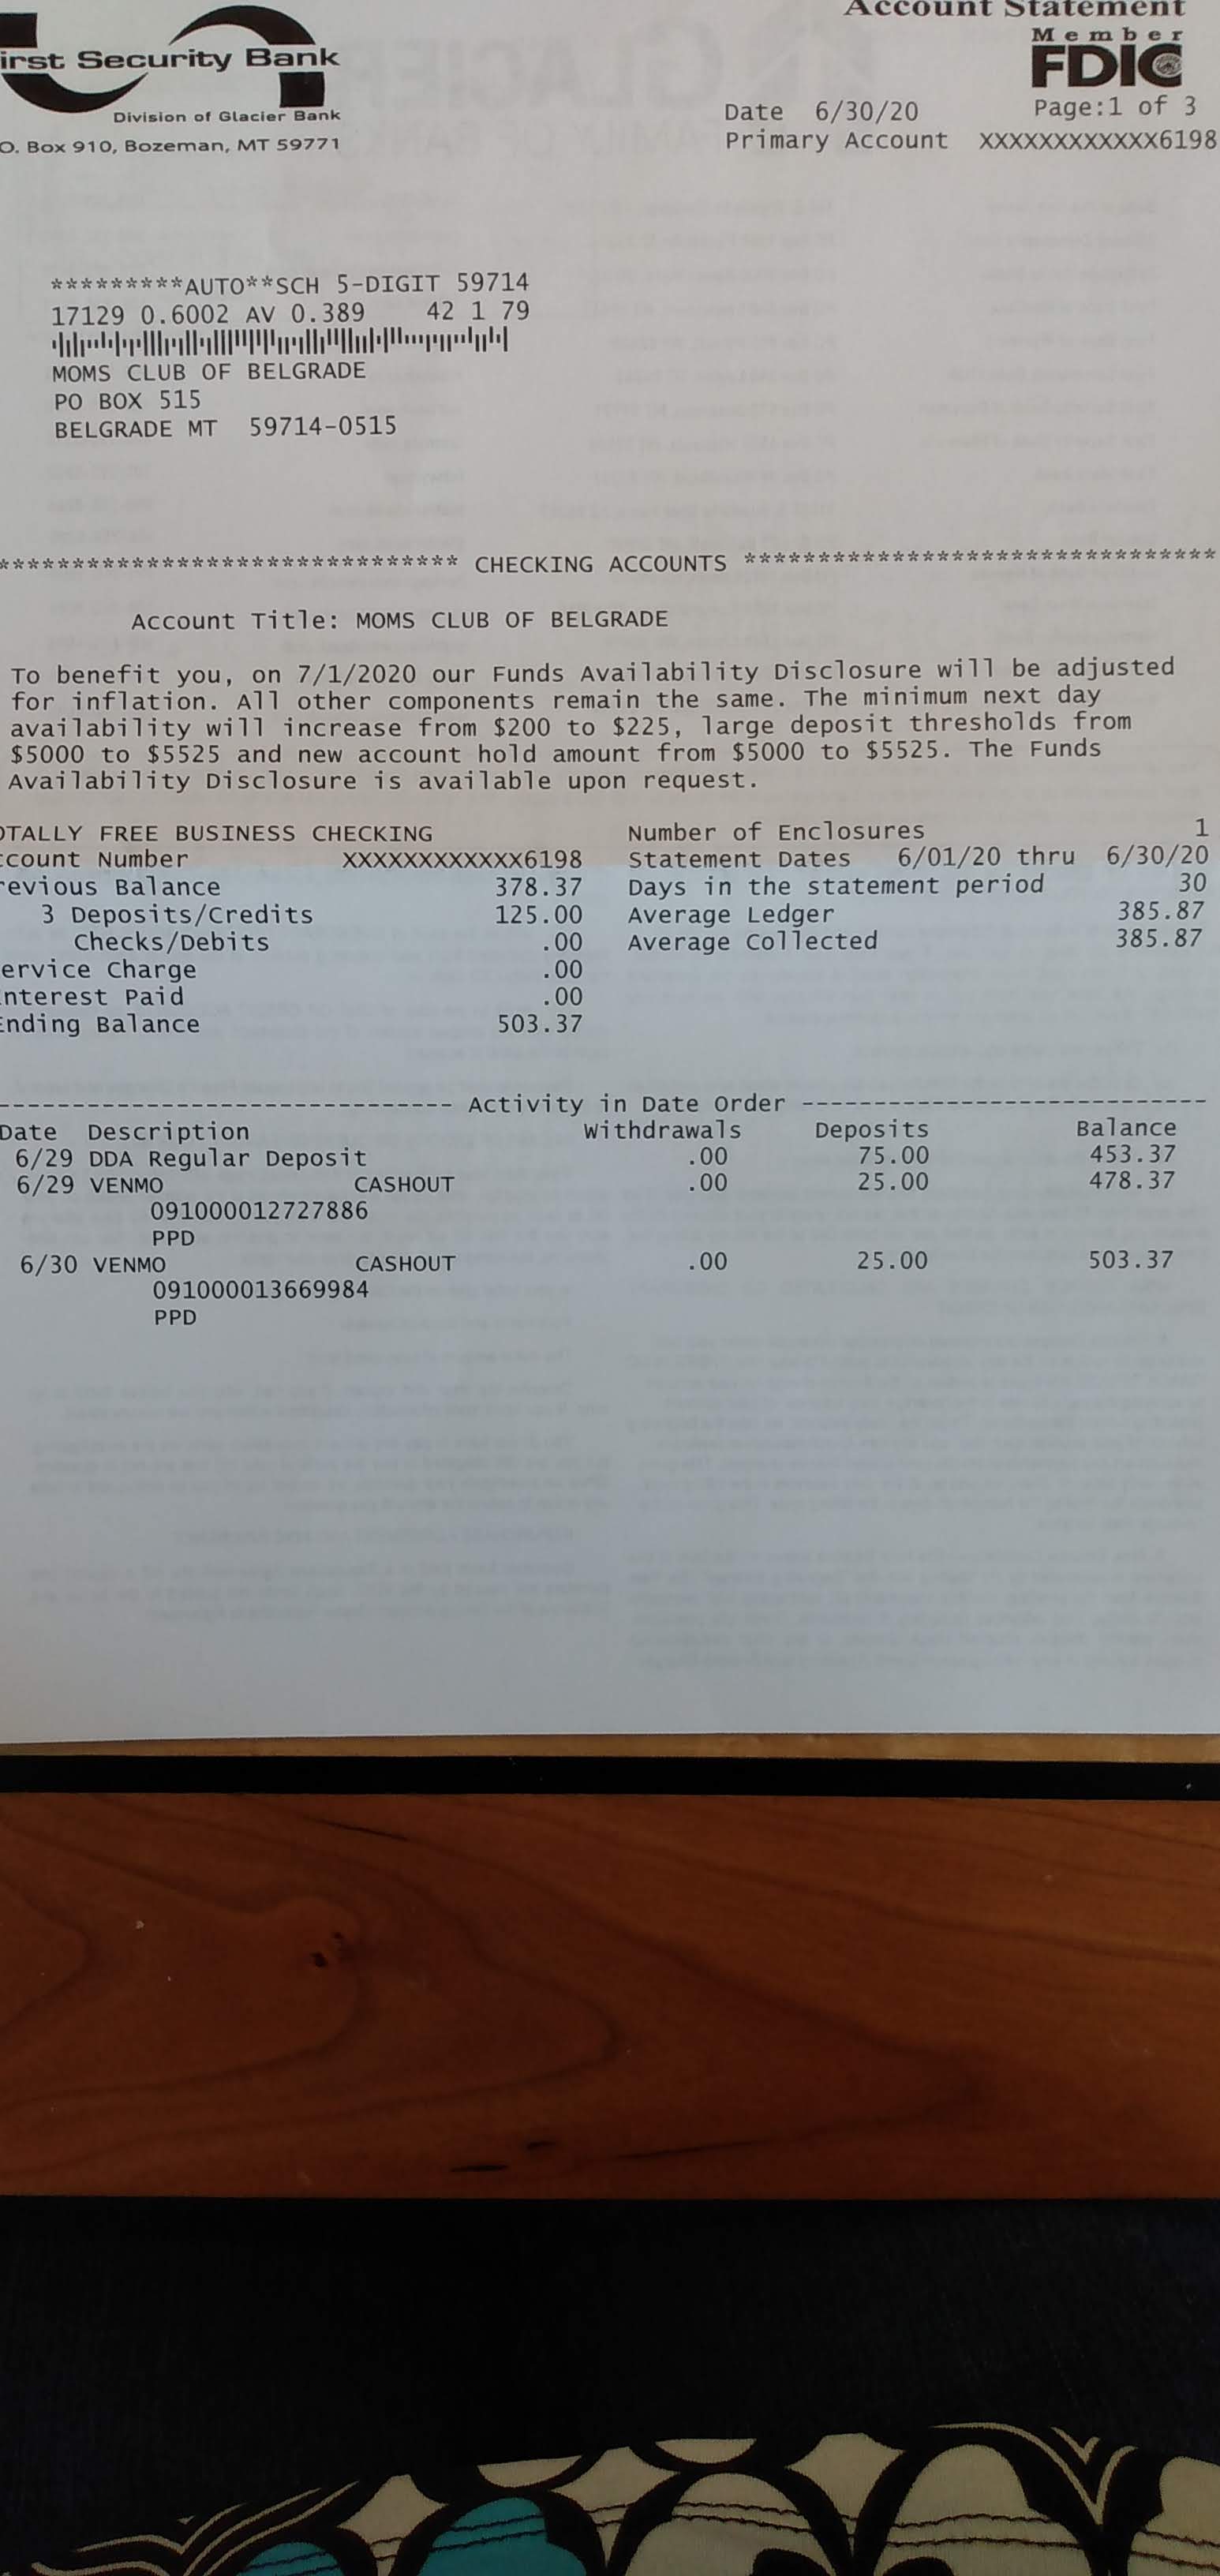 Account Statement
irst Security Bank
Division of Glacier Bank
O. Box 910, Bozeman, MT 59771
Member
FDIC
Date 6/30/20 Page:1 of 3
Primary Account XXXXXXXXXXXX6198
*********AUTO**SCH 5-DIGIT 59714
17129 0.6002 AV 0.389 42 1 79
MOMS CLUB OF BELGRADE
PO BOX 515
BELGRADE MT 59714-0515
******************************* CHECKING ACCOUNTS ********************************
Account Title: MOMS CLUB OF BELGRADE
To benefit you, on 7/1/2020 our Funds Availability Disclosure will be adjusted
for inflation. All other components remain the same. The minimum next day
availability will increase from $200 to $225, large deposit thresholds from
$5000 to $5525 and new account hold amount from $5000 to $5525. The Funds
Availability Disclosure is available upon request.
OTALLY FREE BUSINESS CHECKING Number of Enclosures 1
ccount Number XXXXXXXXXXXX6198 Statement Dates 6/01/20 thru 6/30/20
revious Balance 378.37 Days in the statement period 30
3 Deposits/Credits 125.00 Average Ledger 385.87
Checks/Debits .00 Average Collected 385.87
ervice Charge .00
nterest Paid .00
Ending Balance 503.37
------------------------------- Activity in Date Order ---------------------------
Date Description Withdrawals Deposits Balance
6/29 DDA Regular Deposit .00 75.00 453.37
6/29 VENMO CASHOUT .00 25.00 478.37
091000012727886
PPD
6/30 VENMO CASHOUT .00 25.00 503.37
091000013669984
PPD